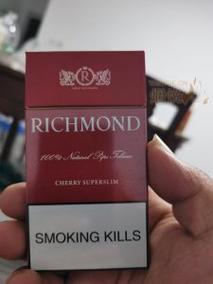 R
RICHMOND
100% Natural Pipe Tobacco
CHERRY SUPERSLIM
SMOKING KILLS